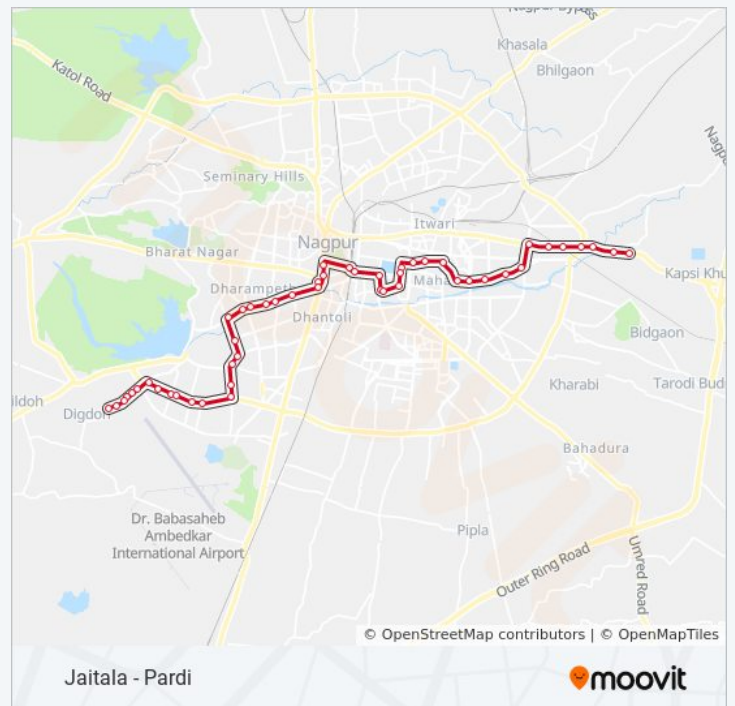 Nagpur Bypass
Khasala
Katol Road
Bhilgaon
Seminary Hills
Itwari
Nagpur
Bharat Nagar
Kapsi Khu
Dharampeth
Maha
Dhantoli
Bidgaon
Kharabi
Tarodi Bud
ildoh
Digdoh
Bahadura
Dr. Babasaheb
Ambedkar
International Airport
Pipla
Outer Ring Road
Umred Road
© OpenStreetMap contributors | © OpenMapTiles
Jaitala - Pardi
moovit